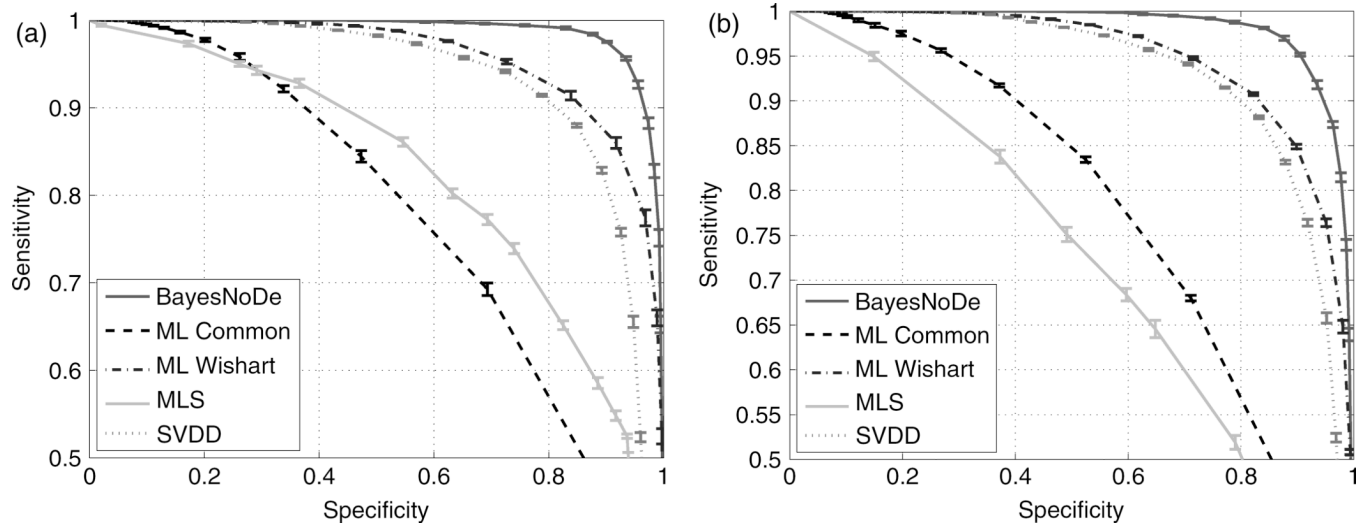 (a)
1
0.9
0.8
0.7
0.6
0.5
Sensitivity
BayesNoDe
ML Common
ML Wishart
MLS
SVDD
0 0.2 0.4 0.6 0.8 1
Specificity
(b)
1
0.95
0.9
0.85
0.8
0.75
0.7
0.65
0.6
0.55
0.5
Sensitivity
BayesNoDe
ML Common
ML Wishart
MLS
SVDD
0 0.2 0.4 0.6 0.8 1
Specificity